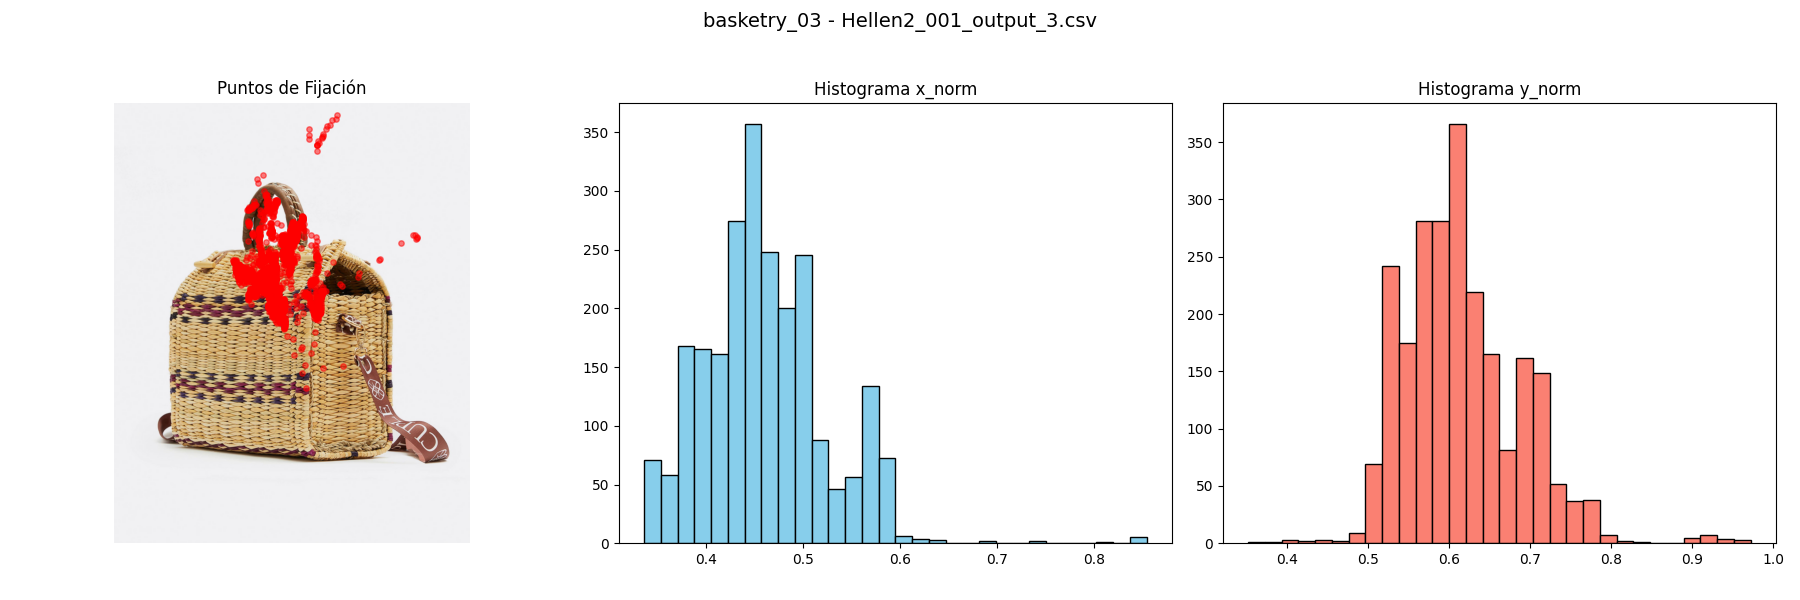 basketry_03 - Hellen2_001_output_3.csv
Puntos de Fijación
Histograma x_norm
350
300
250
200
150
100
50
0
0.4 0.5 0.6 0.7 0.8
Histograma y_norm
350
300
250
200
150
100
50
0
0.4 0.5 0.6 0.7 0.8 0.9 1.0